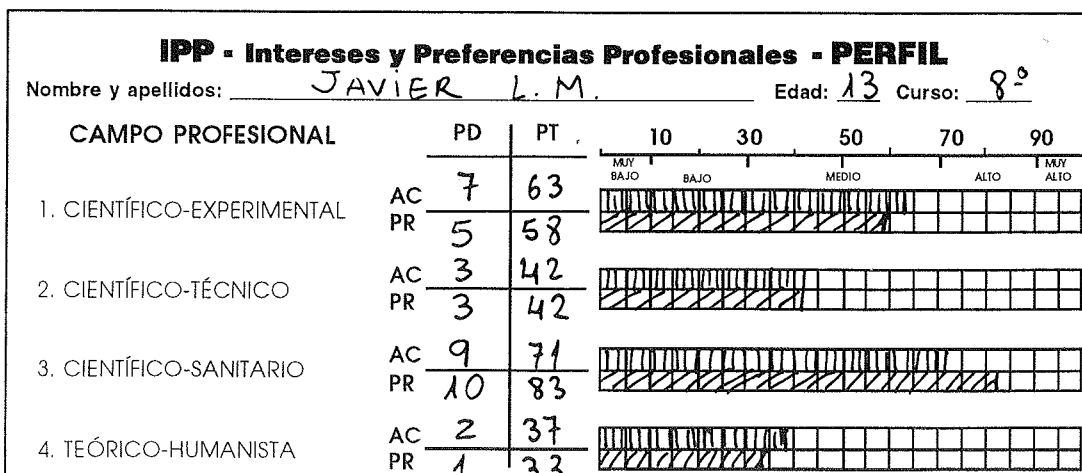 IPP - Intereses y Preferencias Profesionales - PERFIL
Nombre y apellidos: JAVIER L. M. Edad: 13 Curso: 8º
CAMPO PROFESIONAL PD PT 10 30 50 70 90
MUY BAJO BAJO MEDIO ALTO MUY ALTO
1. CIENTÍFICO-EXPERIMENTAL AC 7 63
PR 5 58
2. CIENTÍFICO-TÉCNICO AC 3 42
PR 3 42
3. CIENTÍFICO-SANITARIO AC 9 71
PR 10 83
4. TEÓRICO-HUMANISTA AC 2 37
PR 1 33